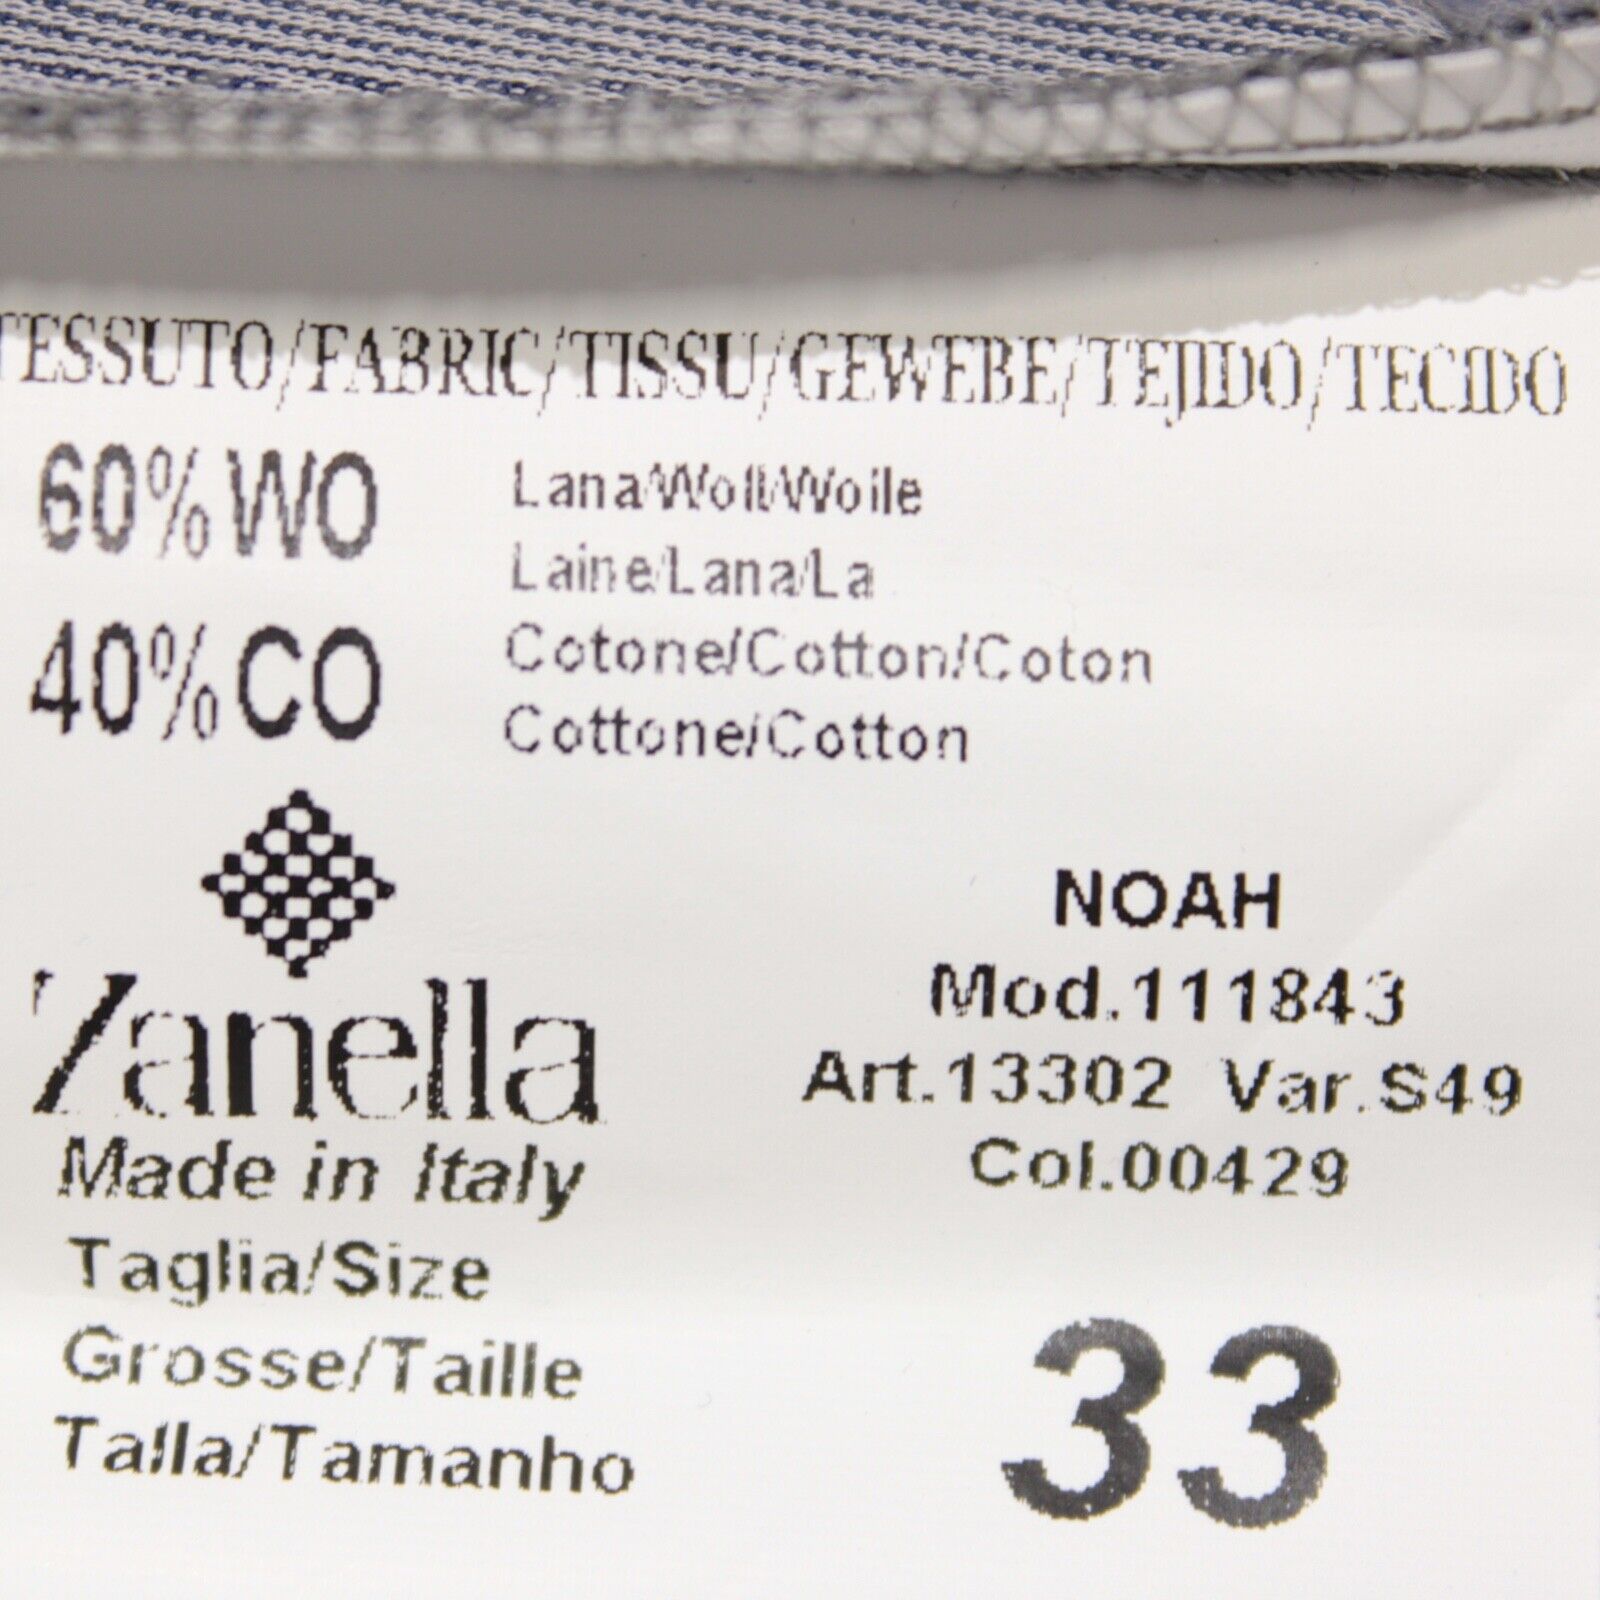 TESSUTO/FABRIC/TISSU/GEWEBE/TEJIDO/TECIDO
60%WO Lana/Woll/Wolle
Laine/Lana/La
40%CO Cotone/Cotton/Coton
Cottone/Cotton
Zanella
Made in Italy
NOAH
Mod.111843
Art.13302 Var.S49
Col.00429
Taglia/Size
Grosse/Taille
Talla/Tamanho
33